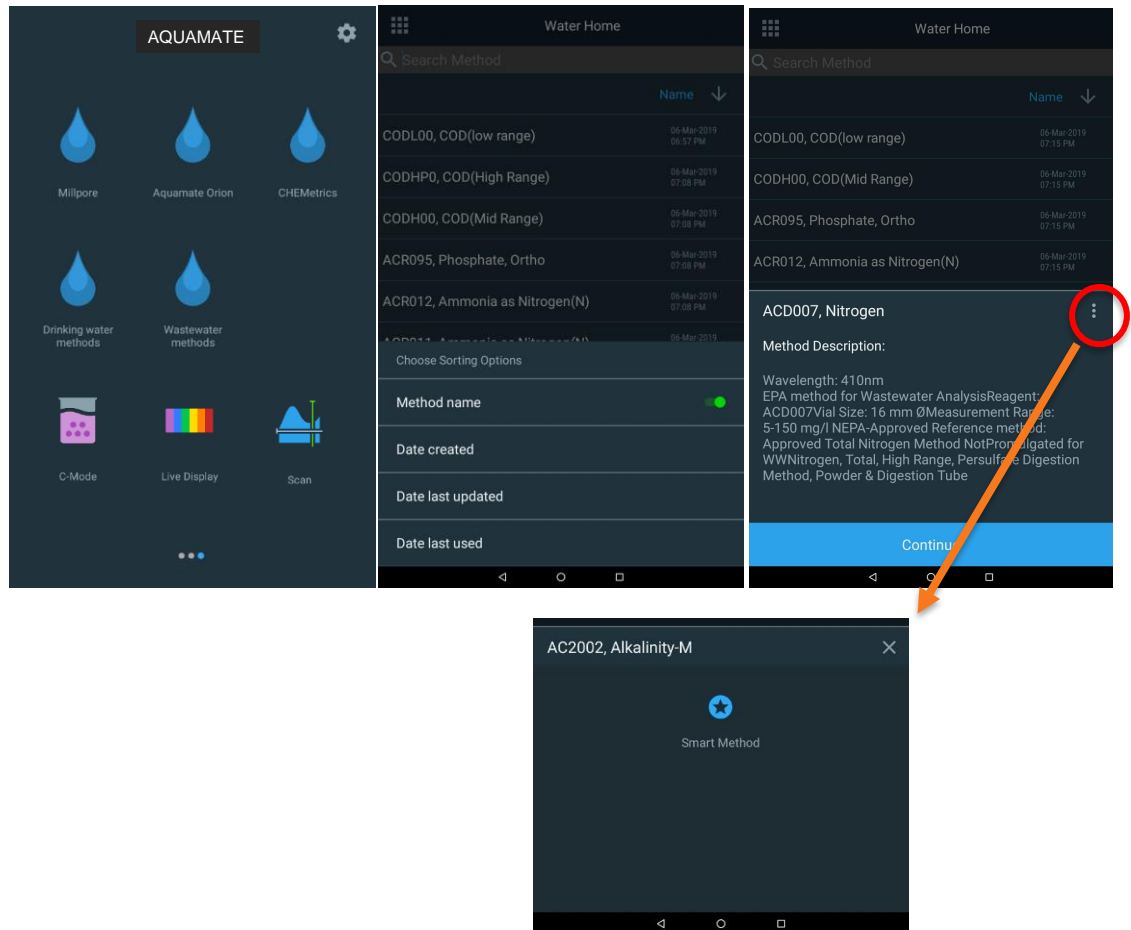 AQUAMATE
Millpore
Aquamate Orion
CHEMetrics
Drinking water
methods
Wastewater
methods
C-Mode
Live Display
Scan
Water Home
Search Method
Name
CODL00, COD(low range)
06-Mar-2019
06:57 PM
CODHP0, COD(High Range)
06-Mar-2019
07:08 PM
CODH00, COD(Mid Range)
06-Mar-2019
07:08 PM
ACR095, Phosphate, Ortho
06-Mar-2019
07:08 PM
ACR012, Ammonia as Nitrogen(N)
06-Mar-2019
07:08 PM
06-Mar-2019
Choose Sorting Options
Method name
Date created
Date last updated
Date last used
Water Home
Search Method
Name
CODL00, COD(low range)
06-Mar-2019
07:15 PM
CODH00, COD(Mid Range)
06-Mar-2019
07:15 PM
ACR095, Phosphate, Ortho
06-Mar-2019
07:15 PM
ACR012, Ammonia as Nitrogen(N)
06-Mar-2019
07:15 PM
ACD007, Nitrogen
Method Description:
Wavelength: 410nm
EPA method for Wastewater AnalysisReagent:
ACD007Vial Size: 16 mm ØMeasurement Range:
5-150 mg/l NEPA-Approved Reference method:
Approved Total Nitrogen Method NotPromulgated for
WWNitrogen, Total, High Range, Persulfate Digestion
Method, Powder & Digestion Tube
Continue
AC2002, Alkalinity-M
Smart Method